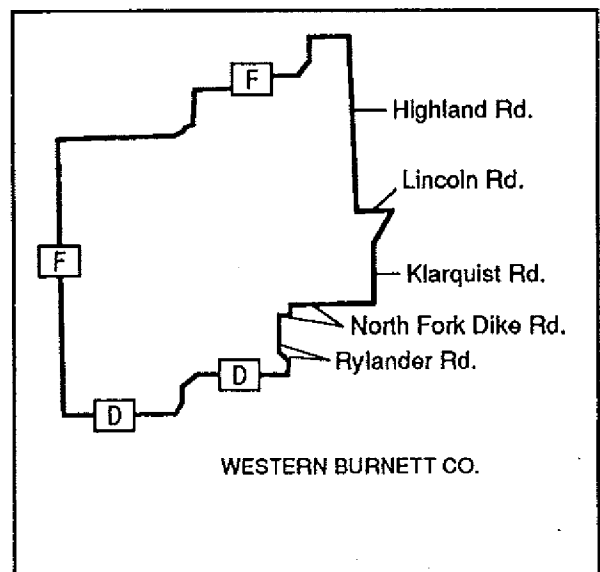 F
Highland Rd.
Lincoln Rd.
F
Klarquist Rd.
North Fork Dike Rd.
Rylander Rd.
D
D
WESTERN BURNETT CO.